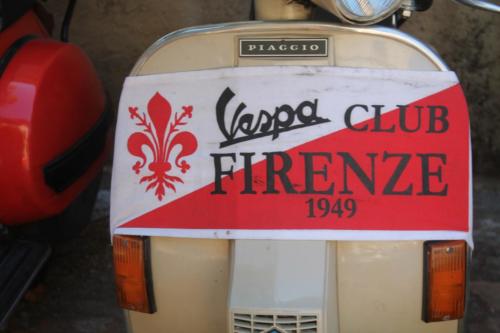 PIAGGIO
Vespa CLUB
FIRENZE
1949